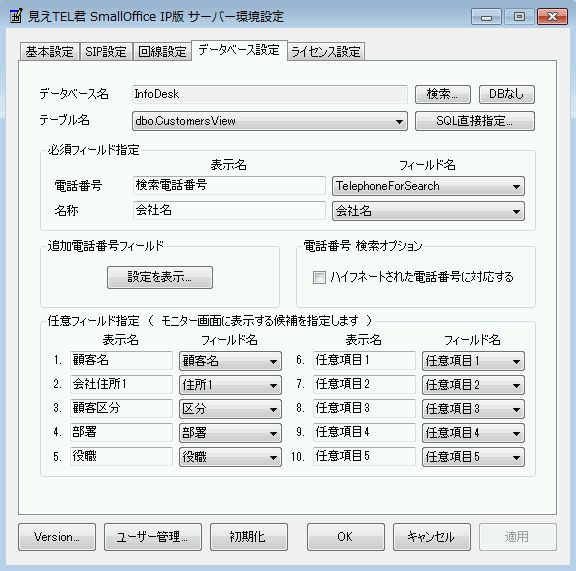 見えTEL君 SmallOffice IP版 サーバー環境設定
基本設定 SIP設定 回線設定 データベース設定 ライセンス設定
データベース名 InfoDesk 検索... DBなし
テーブル名 dbo.CustomersView SQL直接指定...
必須フィールド指定
表示名 フィールド名
電話番号 検索電話番号 TelephoneForSearch
名称 会社名 会社名
追加電話番号フィールド 電話番号 検索オプション
設定を表示... ハイフネートされた電話番号に対応する
任意フィールド指定 ( モニター画面に表示する候補を指定します )
表示名 フィールド名 表示名 フィールド名
1. 顧客名 顧客名 6. 任意項目1 任意項目1
2. 会社住所1 住所1 7. 任意項目2 任意項目2
3. 顧客区分 区分 8. 任意項目3 任意項目3
4. 部署 部署 9. 任意項目4 任意項目4
5. 役職 役職 10. 任意項目5 任意項目5
Version... ユーザー管理... 初期化 OK キャンセル 適用